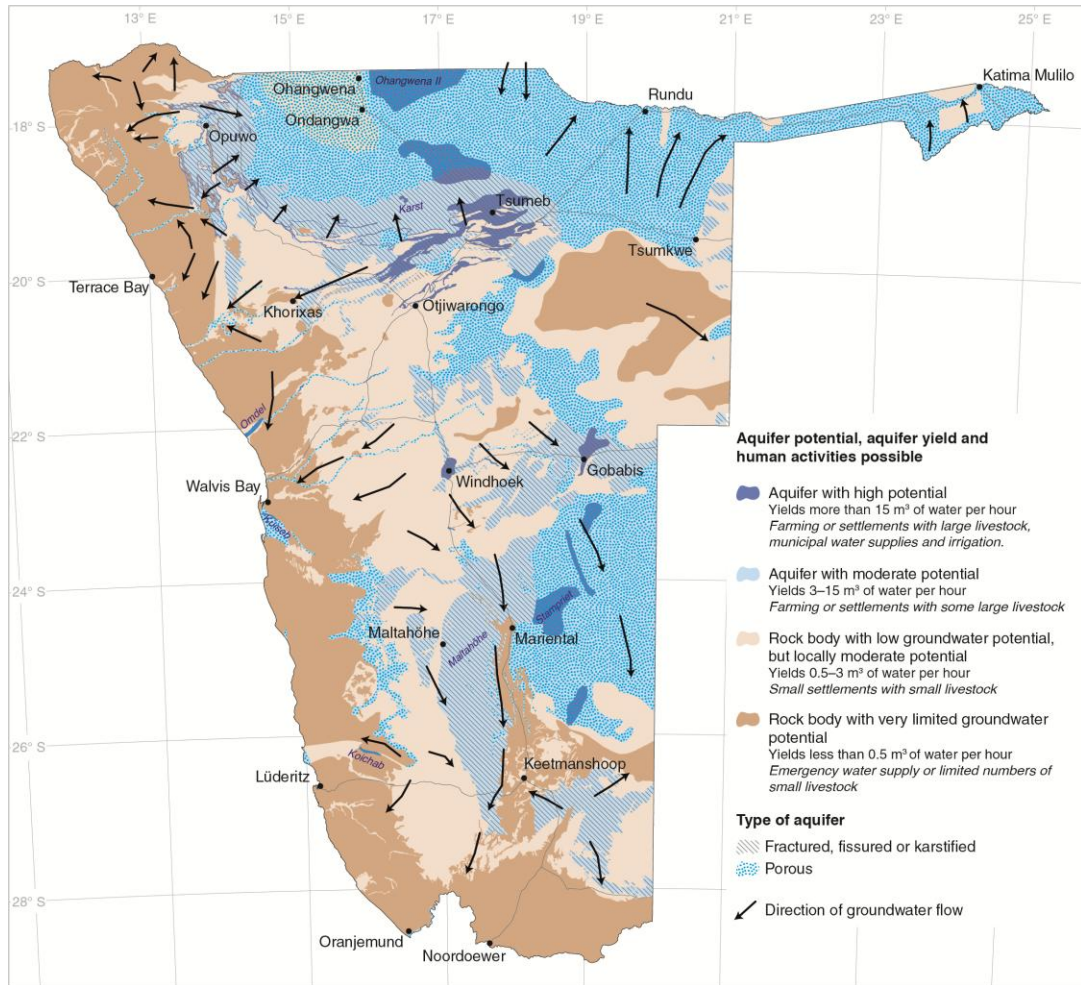 13° E
15° E
17° E
19° E
21° E
23° E
25° E
18° S
20° S
22° S
24° S
26° S
28° S
Ohangwena II
Ohangwena
Ondangwa
Rundu
Katima Mulilo
Opuwo
Karst
Tsumeb
Tsumkwe
Terrace Bay
Khorixas
Otjiwarongo
Omdel
Windhoek
Gobabis
Walvis Bay
Kuiseb
Stampriet
Maltahöhe
Maltahöhe
Mariental
Koichab
Lüderitz
Keetmanshoop
Oranjemund
Noordoewer
Aquifer potential, aquifer yield and
human activities possible
Aquifer with high potential
Yields more than 15 m³ of water per hour
Farming or settlements with large livestock,
municipal water supplies and irrigation.
Aquifer with moderate potential
Yields 3–15 m³ of water per hour
Farming or settlements with some large livestock
Rock body with low groundwater potential,
but locally moderate potential
Yields 0.5–3 m³ of water per hour
Small settlements with small livestock
Rock body with very limited groundwater
potential
Yields less than 0.5 m³ of water per hour
Emergency water supply or limited numbers of
small livestock
Type of aquifer
Fractured, fissured or karstified
Porous
Direction of groundwater flow